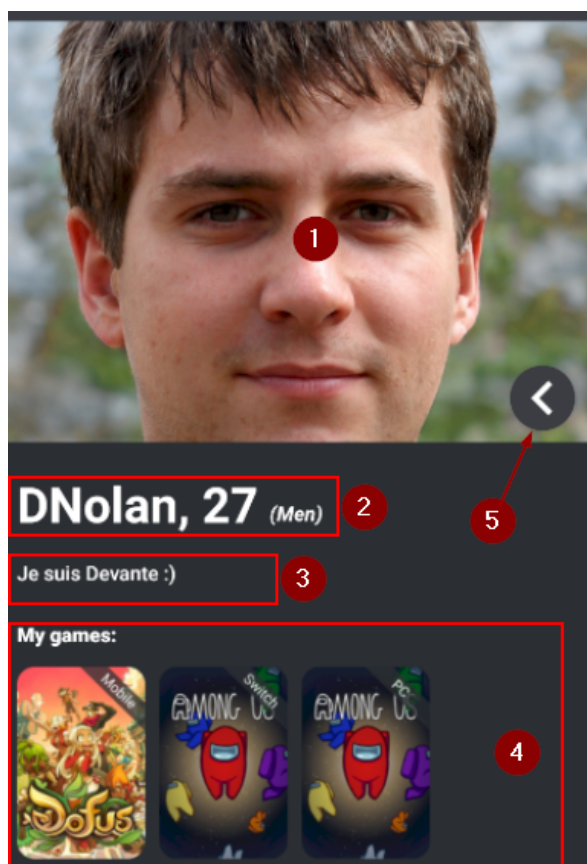 1
DNolan, 27 (Men)
2
5
Je suis Devante :)
3
My games:
Mobile
Switch
PC
AMONG US
AMONG US
4
Dofus